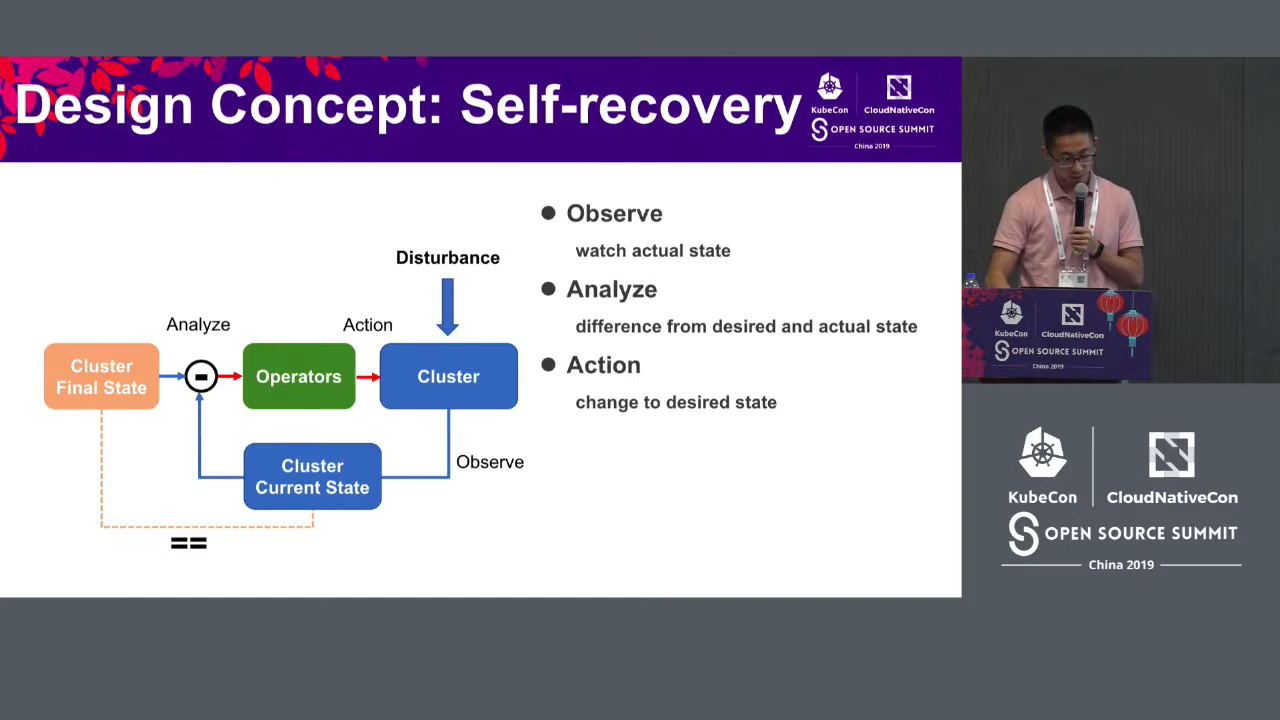 Design Concept: Self-recovery
KubeCon
CloudNativeCon
OPEN SOURCE SUMMIT
China 2019
Observe
watch actual state
Analyze
difference from desired and actual state
Action
change to desired state
Disturbance
Analyze
Action
Cluster
Final State
-
Operators
Cluster
Cluster
Current State
Observe
==
KubeCon
CloudNativeCon
OPEN SOURCE SUMMIT
China 2019
KubeCon
CloudNativeCon
OPEN SOURCE SUMMIT
China 2019